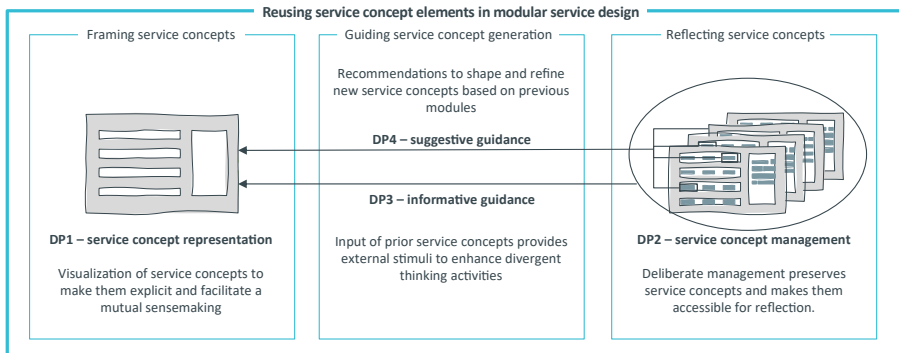 Reusing service concept elements in modular service design
Framing service concepts
Visualization of service concepts to
make them explicit and facilitate a
mutual sensemaking
DP1 – service concept representation
Guiding service concept generation
Recommendations to shape and refine
new service concepts based on previous
modules
DP4 – suggestive guidance
DP3 – informative guidance
Input of prior service concepts provides
external stimuli to enhance divergent
thinking activities
Reflecting service concepts
DP2 – service concept management
Deliberate management preserves
service concepts and makes them
accessible for reflection.